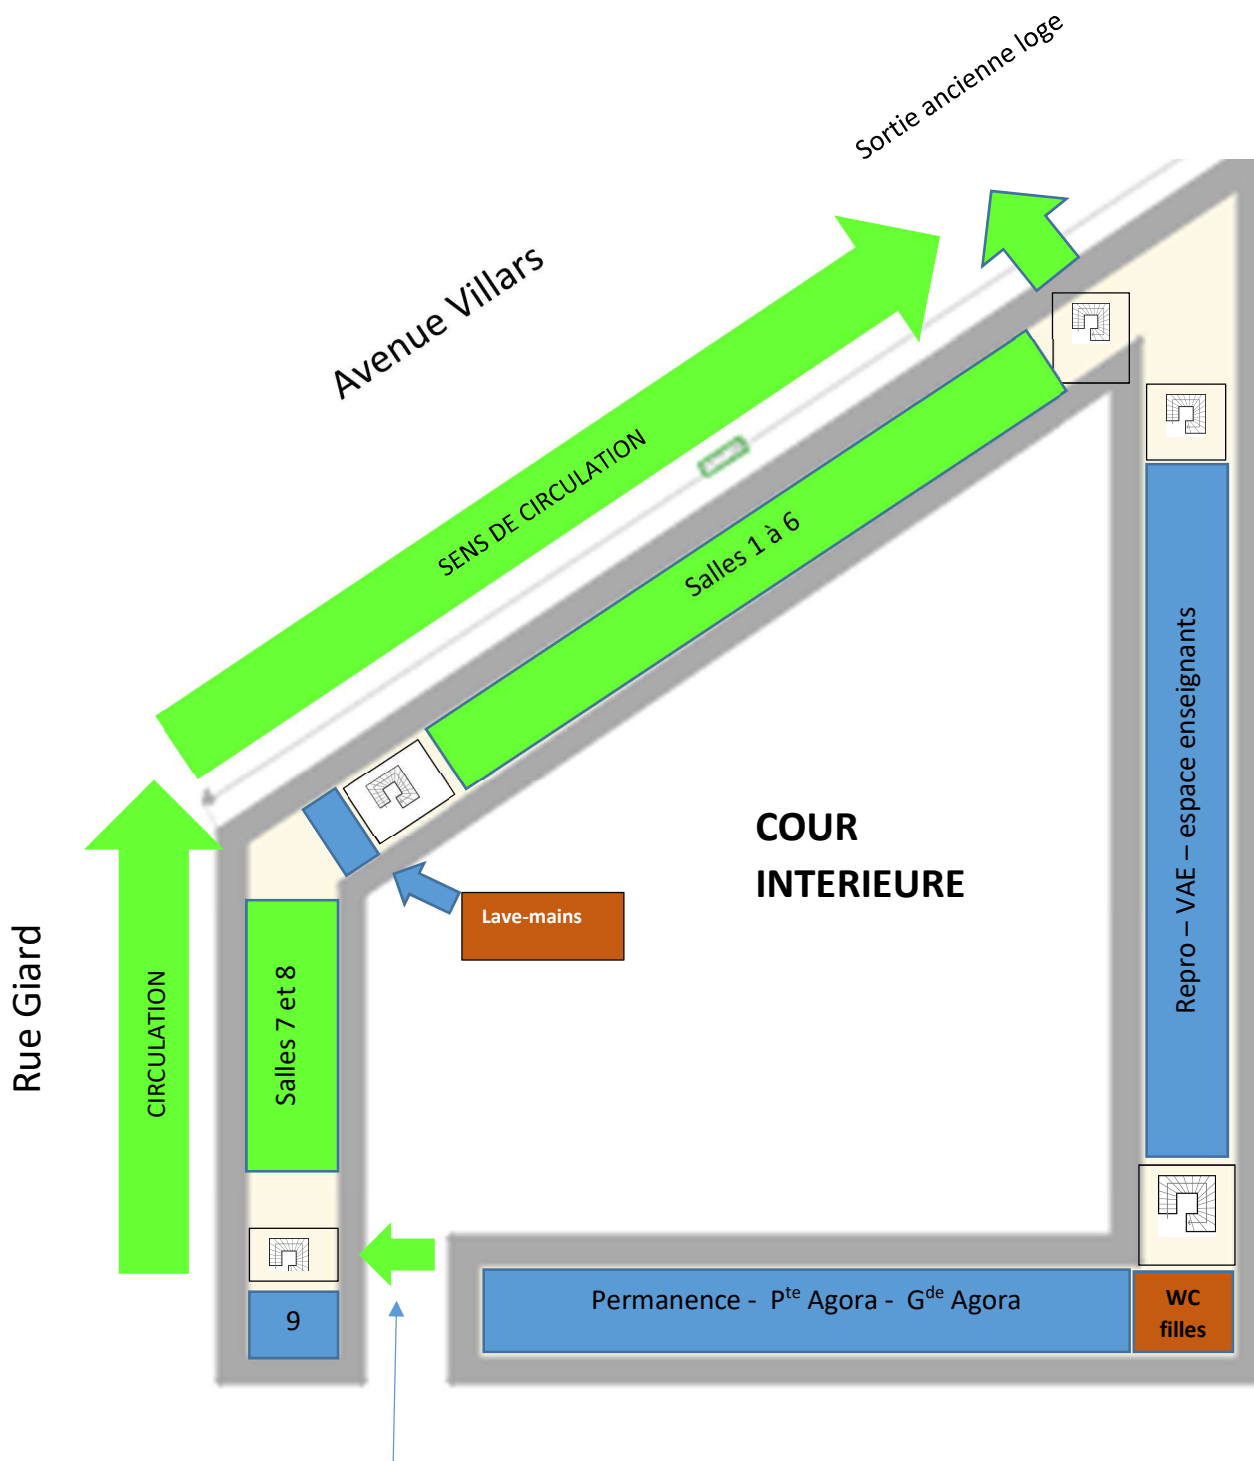 Sortie ancienne loge
Avenue Villars
SENS DE CIRCULATION
Salles 1 à 6
Repro – VAE – espace enseignants
COUR
INTERIEURE
Lave-mains
Rue Giard
CIRCULATION
Salles 7 et 8
9
Permanence - Pte Agora - Gde Agora
WC
filles